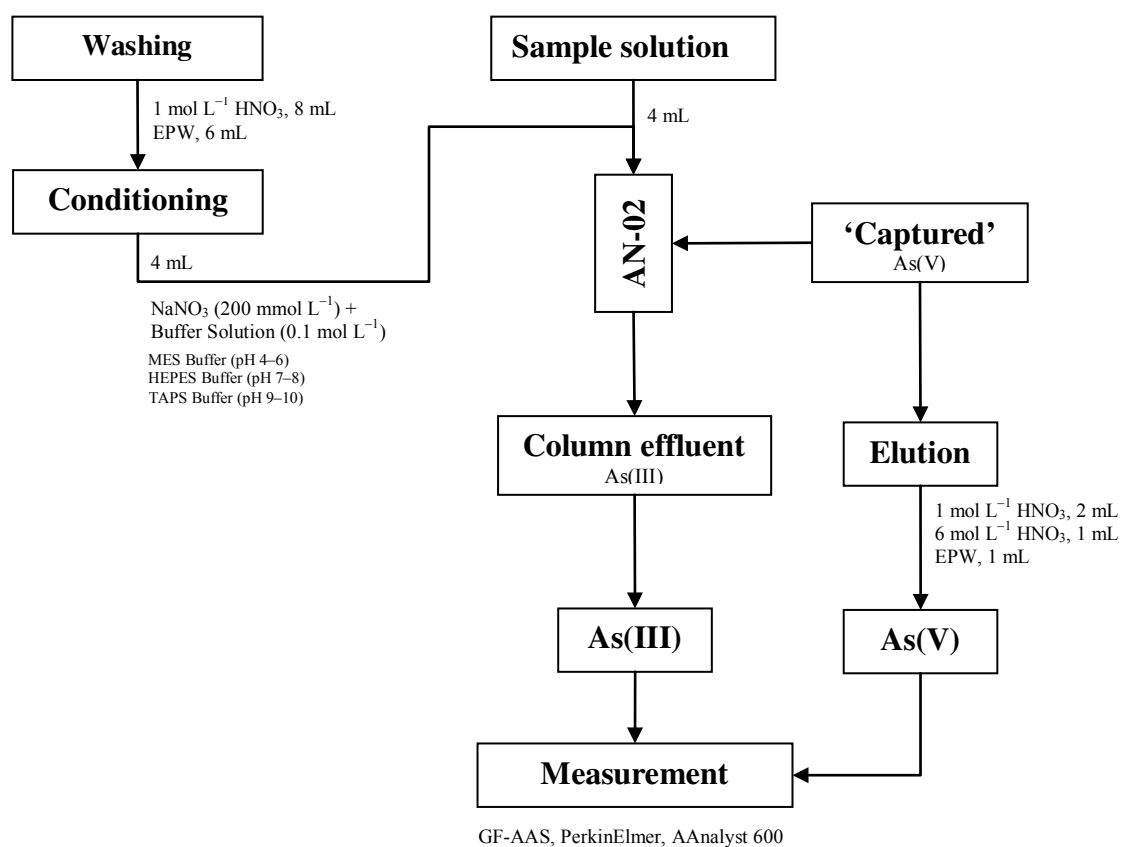 Washing
1 mol L⁻¹ HNO₃, 8 mL
EPW, 6 mL
Conditioning
4 mL
NaNO₃ (200 mmol L⁻¹) +
Buffer Solution (0.1 mol L⁻¹)
MES Buffer (pH 4–6)
HEPES Buffer (pH 7–8)
TAPS Buffer (pH 9–10)
Sample solution
4 mL
AN-02
‘Captured’
As(V)
Column effluent
As(III)
Elution
1 mol L⁻¹ HNO₃, 2 mL
6 mol L⁻¹ HNO₃, 1 mL
EPW, 1 mL
As(III)
As(V)
Measurement
GF-AAS, PerkinElmer, AAnalyst 600